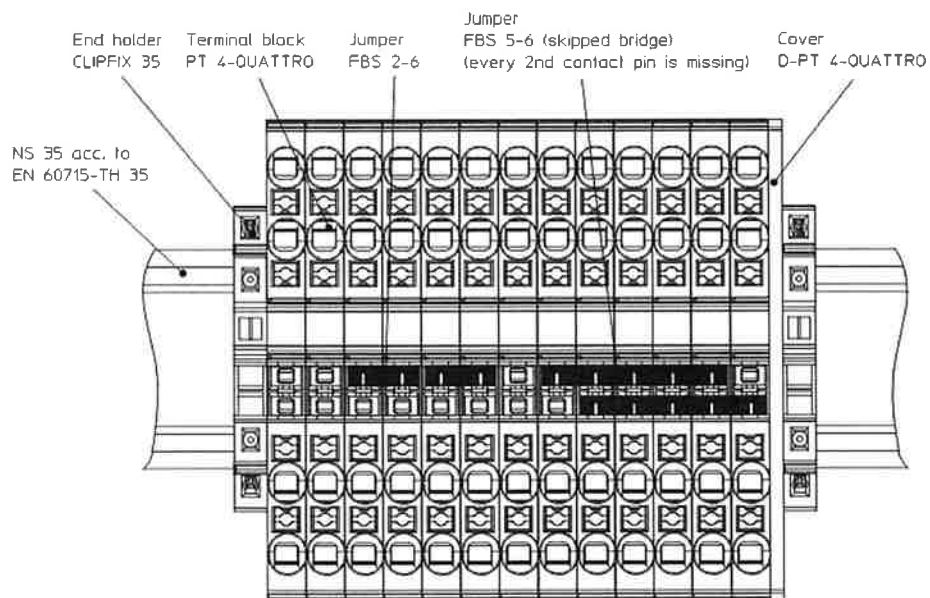 End holder
CLIPFIX 35
Terminal block
PT 4-QUATTRO
Jumper
FBS 2-6
Jumper
FBS 5-6 (skipped bridge)
(every 2nd contact pin is missing)
Cover
D-PT 4-QUATTRO
NS 35 acc. to
EN 60715-TH 35